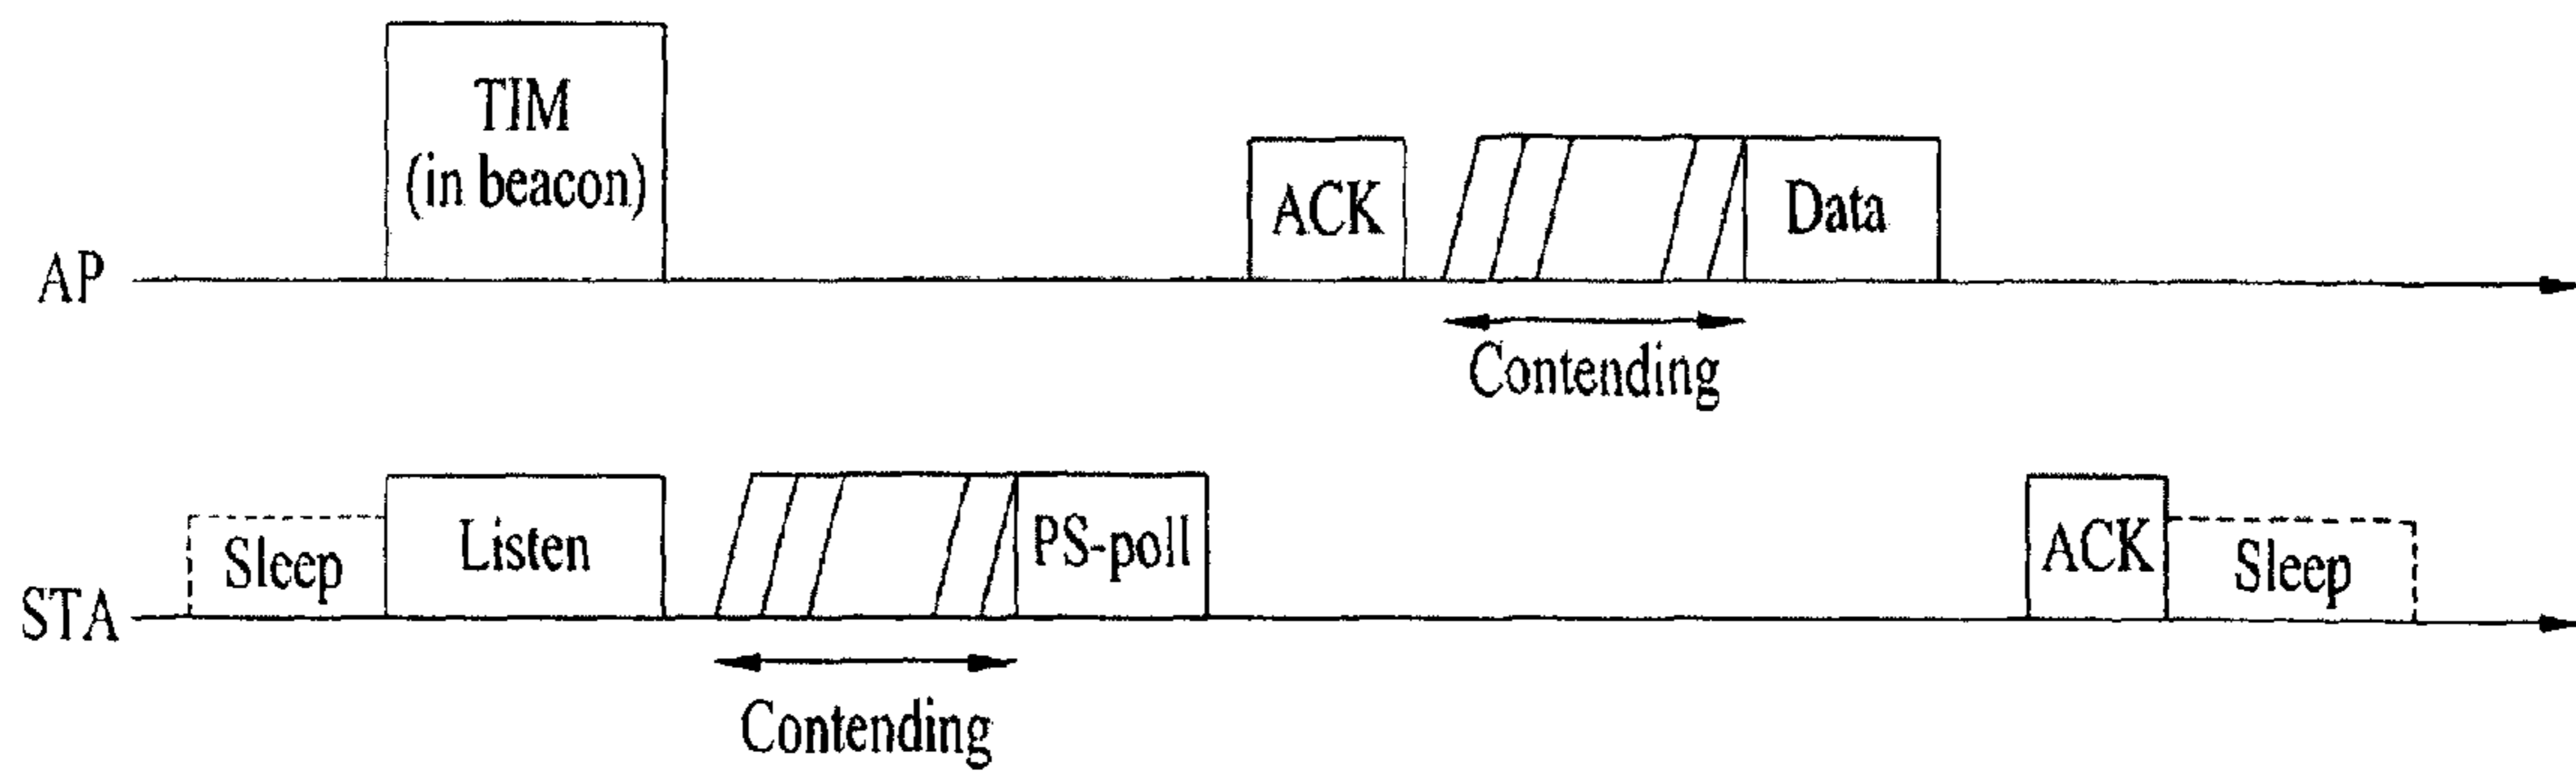 TIM
(in beacon)
ACK
Data
AP
Contending
Sleep
Listen
PS-poll
ACK
Sleep
STA
Contending